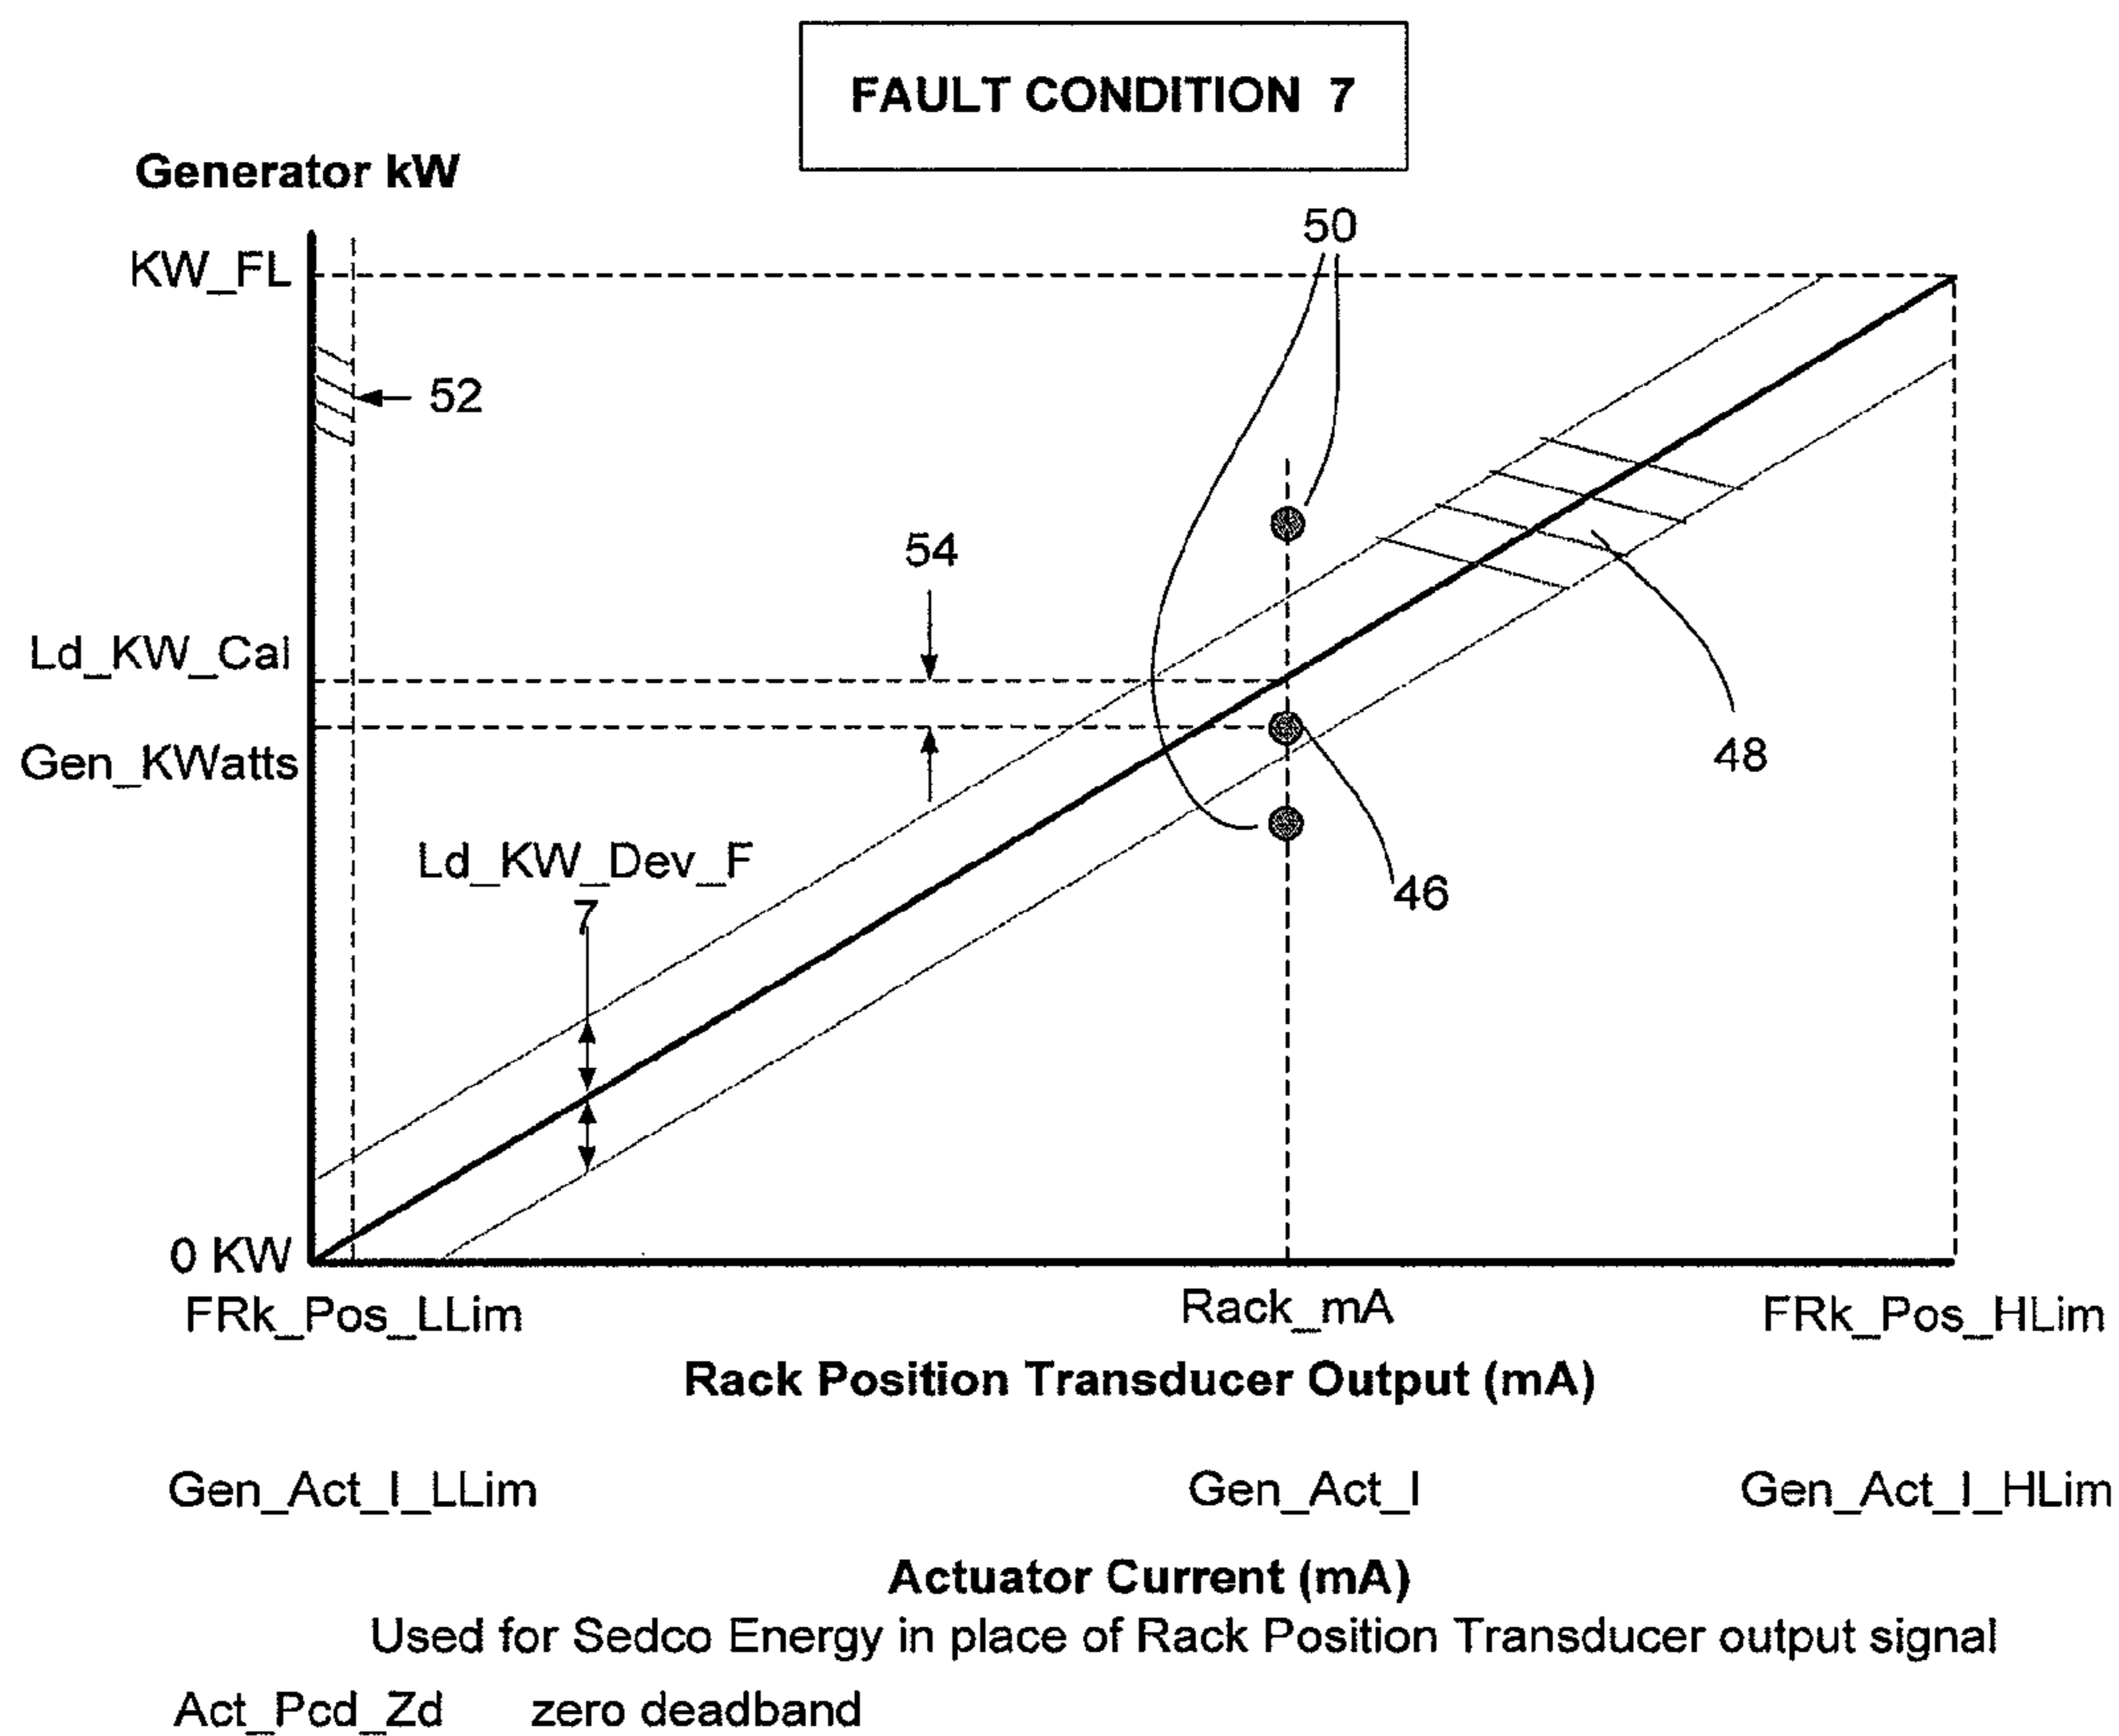 FAULT CONDITION 7
Generator kW
50
KW_FL
52
54
Ld_KW_Cal
Gen_KWatts
48
Ld_KW_Dev_F
7
46
0 KW
FRk_Pos_LLim
Rack_mA
FRk_Pos_HLim
Rack Position Transducer Output (mA)
Gen_Act_I_LLim
Gen_Act_I
Gen_Act_I_HLim
Actuator Current (mA)
Used for Sedco Energy in place of Rack Position Transducer output signal
Act_Pcd_Zd zero deadband